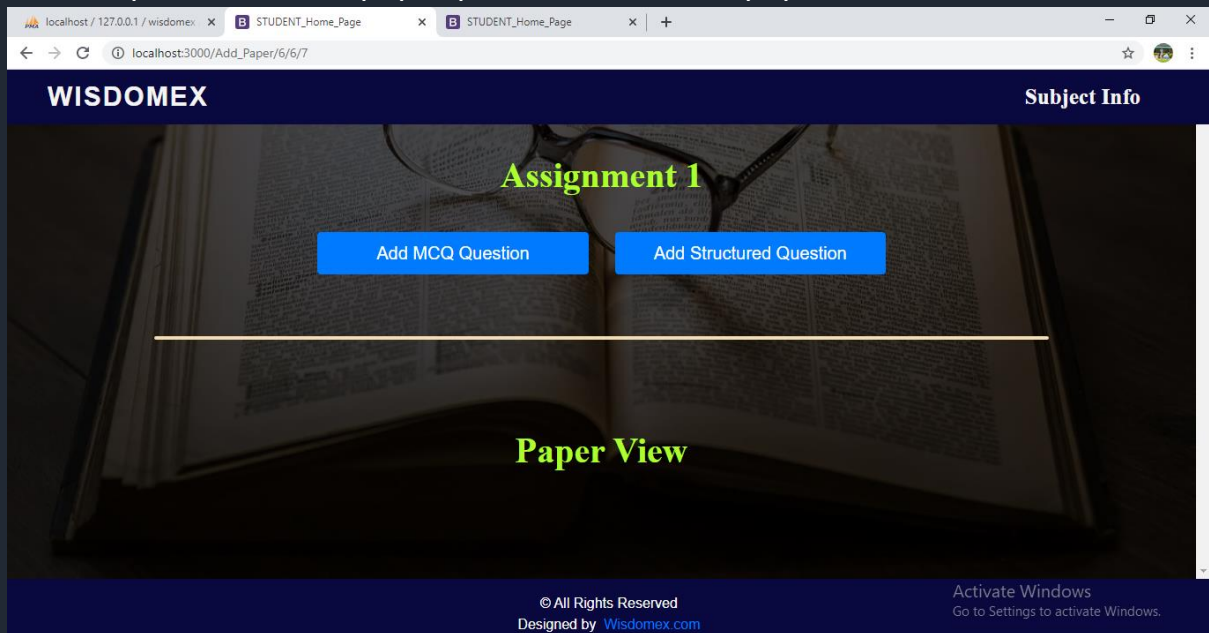 localhost / 127.0.0.1 / wisdomex
STUDENT_Home_Page
STUDENT_Home_Page
localhost:3000/Add_Paper/6/6/7
WISDOMEX
Subject Info
Assignment 1
Add MCQ Question
Add Structured Question
Paper View
© All Rights Reserved
Designed by Wisdomex.com
Activate Windows
Go to Settings to activate Windows.